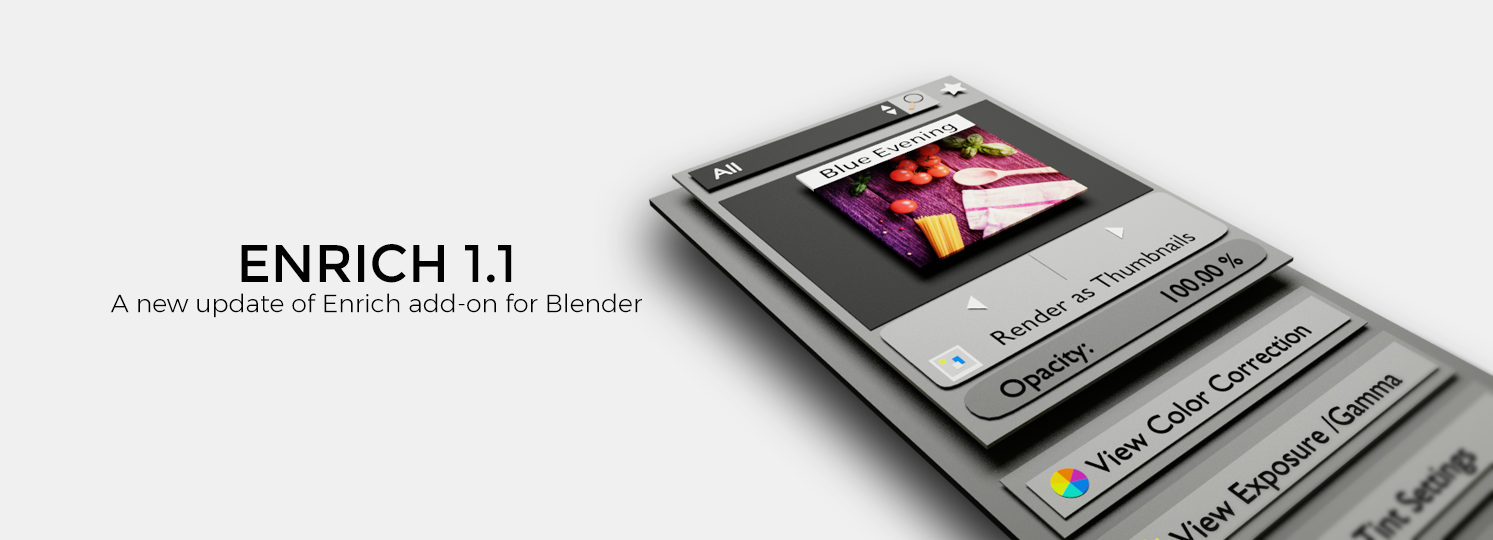 ENRICH 1.1
A new update of Enrich add-on for Blender
All
Blue Evening
Render as Thumbnails
Opacity: 100.00 %
View Color Correction
View Exposure /Gamma
Tint Settings